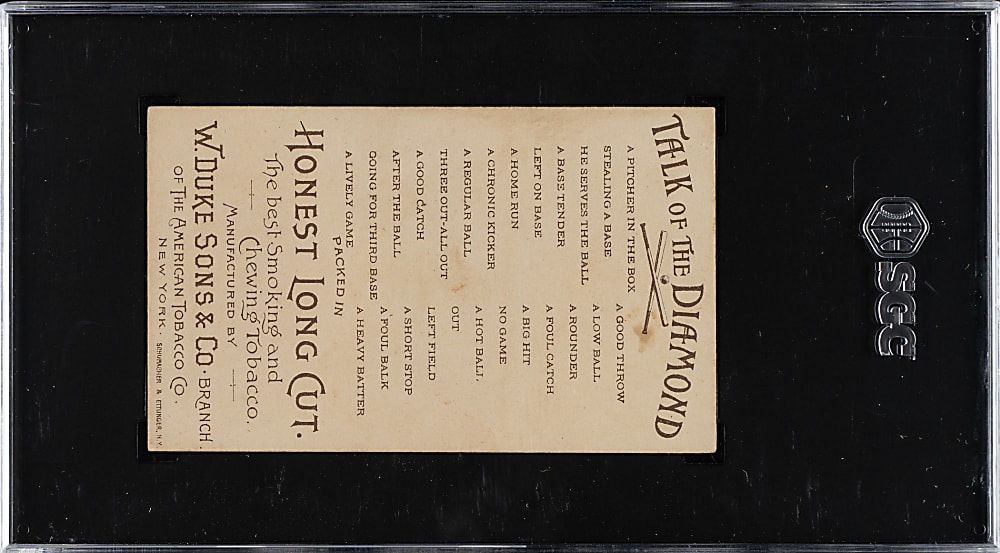 TALK OF THE DIAMOND
A PITCHER IN THE BOX
STEALING A BASE
HE SERVES THE BALL
A BASE TENDER
LEFT ON BASE
A HOME RUN
A CHRONIC KICKER
A REGULAR BALL
THREE OUT-ALL OUT
A GOOD CATCH
AFTER THE BALL
GOING FOR THIRD BASE
A LIVELY GAME
A GOOD THROW
A LOW BALL
A ROUNDER
A FOUL CATCH
A BIG HIT
NO GAME
A HOT BALL
OUT
LEFT FIELD
A SHORT STOP
A FOUL BALK
A HEAVY BATTER
PACKED IN
HONEST LONG CUT.
The best Smoking and
Chewing Tobacco.
MANUFACTURED BY
W. DUKE SONS & CO. BRANCH
OF THE AMERICAN TOBACCO CO.
NEW YORK. SCHUMACHER & ETTLINGER, N.Y.
SGC